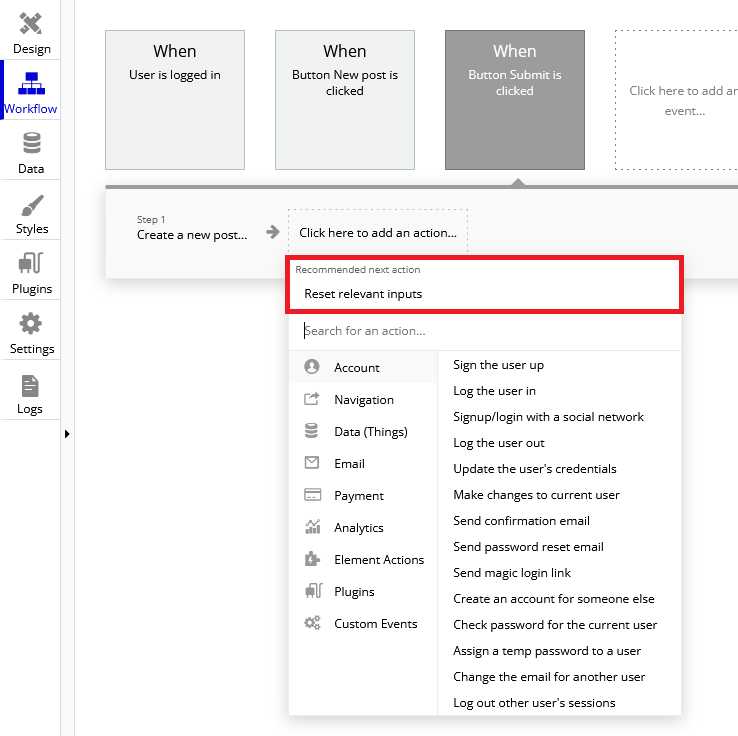 Design
Workflow
Data
Styles
Plugins
Settings
Logs
When
User is logged in
When
Button New post is
clicked
When
Button Submit is
clicked
Click here to add an
event...
Step 1
Create a new post...
Click here to add an action...
Recommended next action
Reset relevant inputs
Search for an action...
Account
Navigation
Data (Things)
Email
Payment
Analytics
Element Actions
Plugins
Custom Events
Sign the user up
Log the user in
Signup/login with a social network
Log the user out
Update the user's credentials
Make changes to current user
Send confirmation email
Send password reset email
Send magic login link
Create an account for someone else
Check password for the current user
Assign a temp password to a user
Change the email for another user
Log out other user's sessions